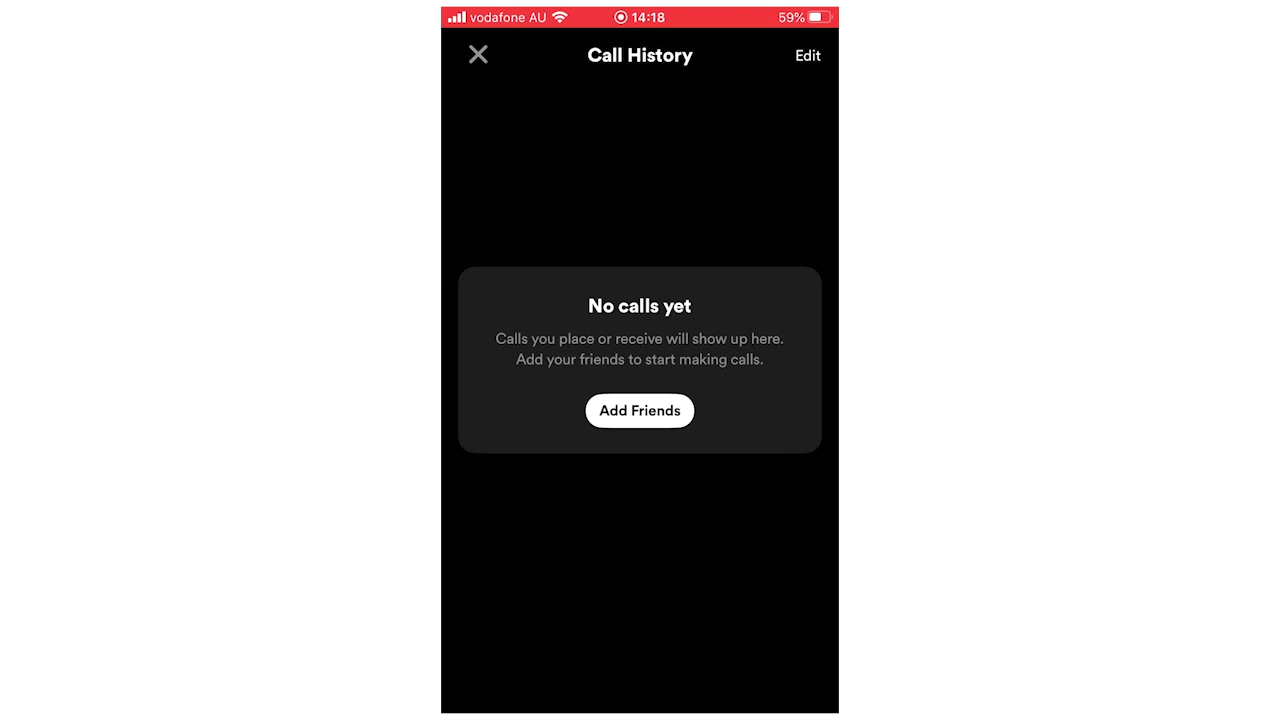 vodafone AU 14:18 59%
Call History Edit
No calls yet
Calls you place or receive will show up here.
Add your friends to start making calls.
Add Friends